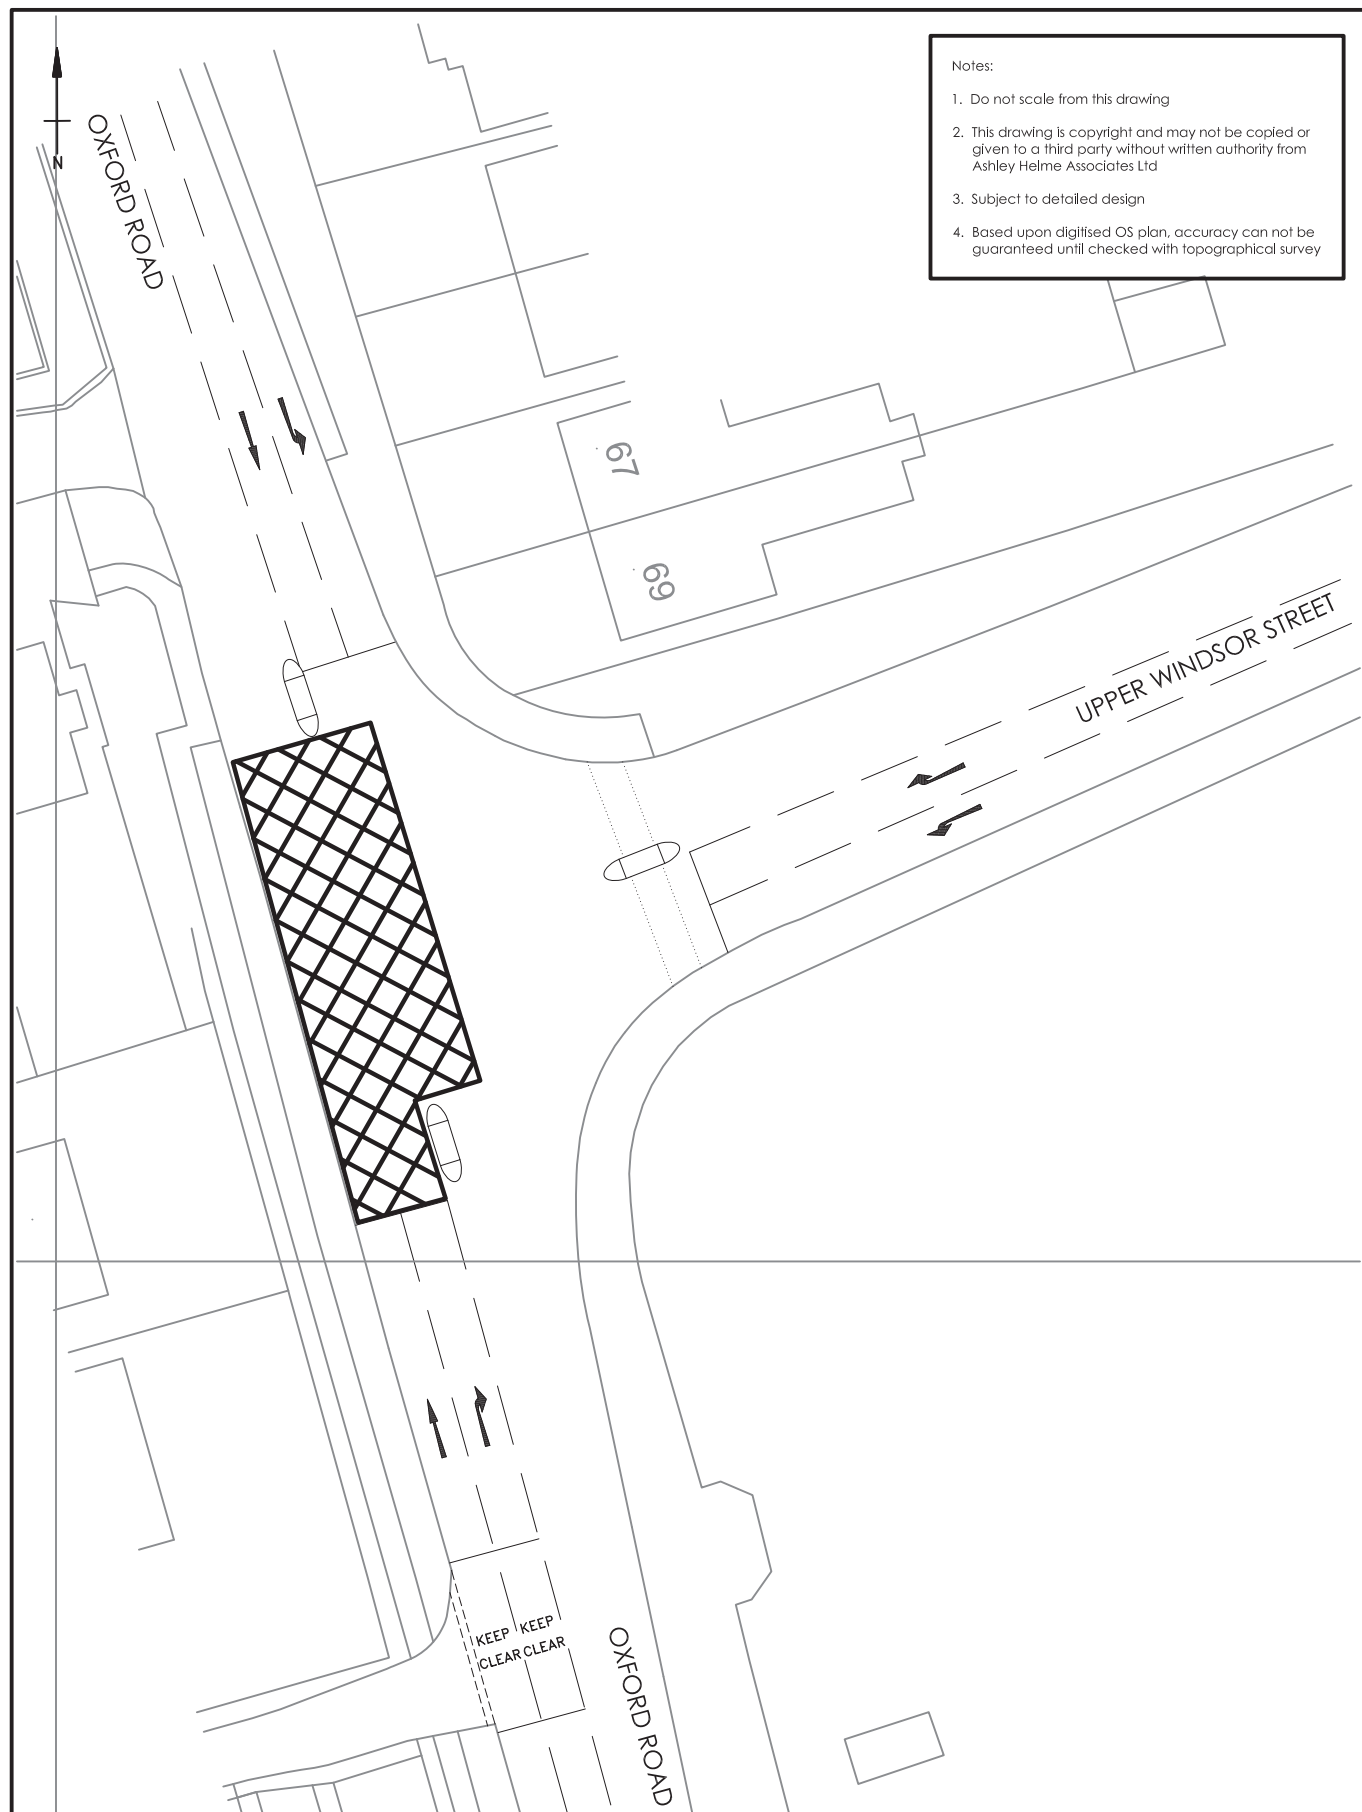 Notes:
1. Do not scale from this drawing
2. This drawing is copyright and may not be copied or
given to a third party without written authority from
Ashley Helme Associates Ltd
3. Subject to detailed design
4. Based upon digitised OS plan, accuracy can not be
guaranteed until checked with topographical survey
N
OXFORD ROAD
67
69
UPPER WINDSOR STREET
KEEP KEEP
CLEAR CLEAR
OXFORD ROAD